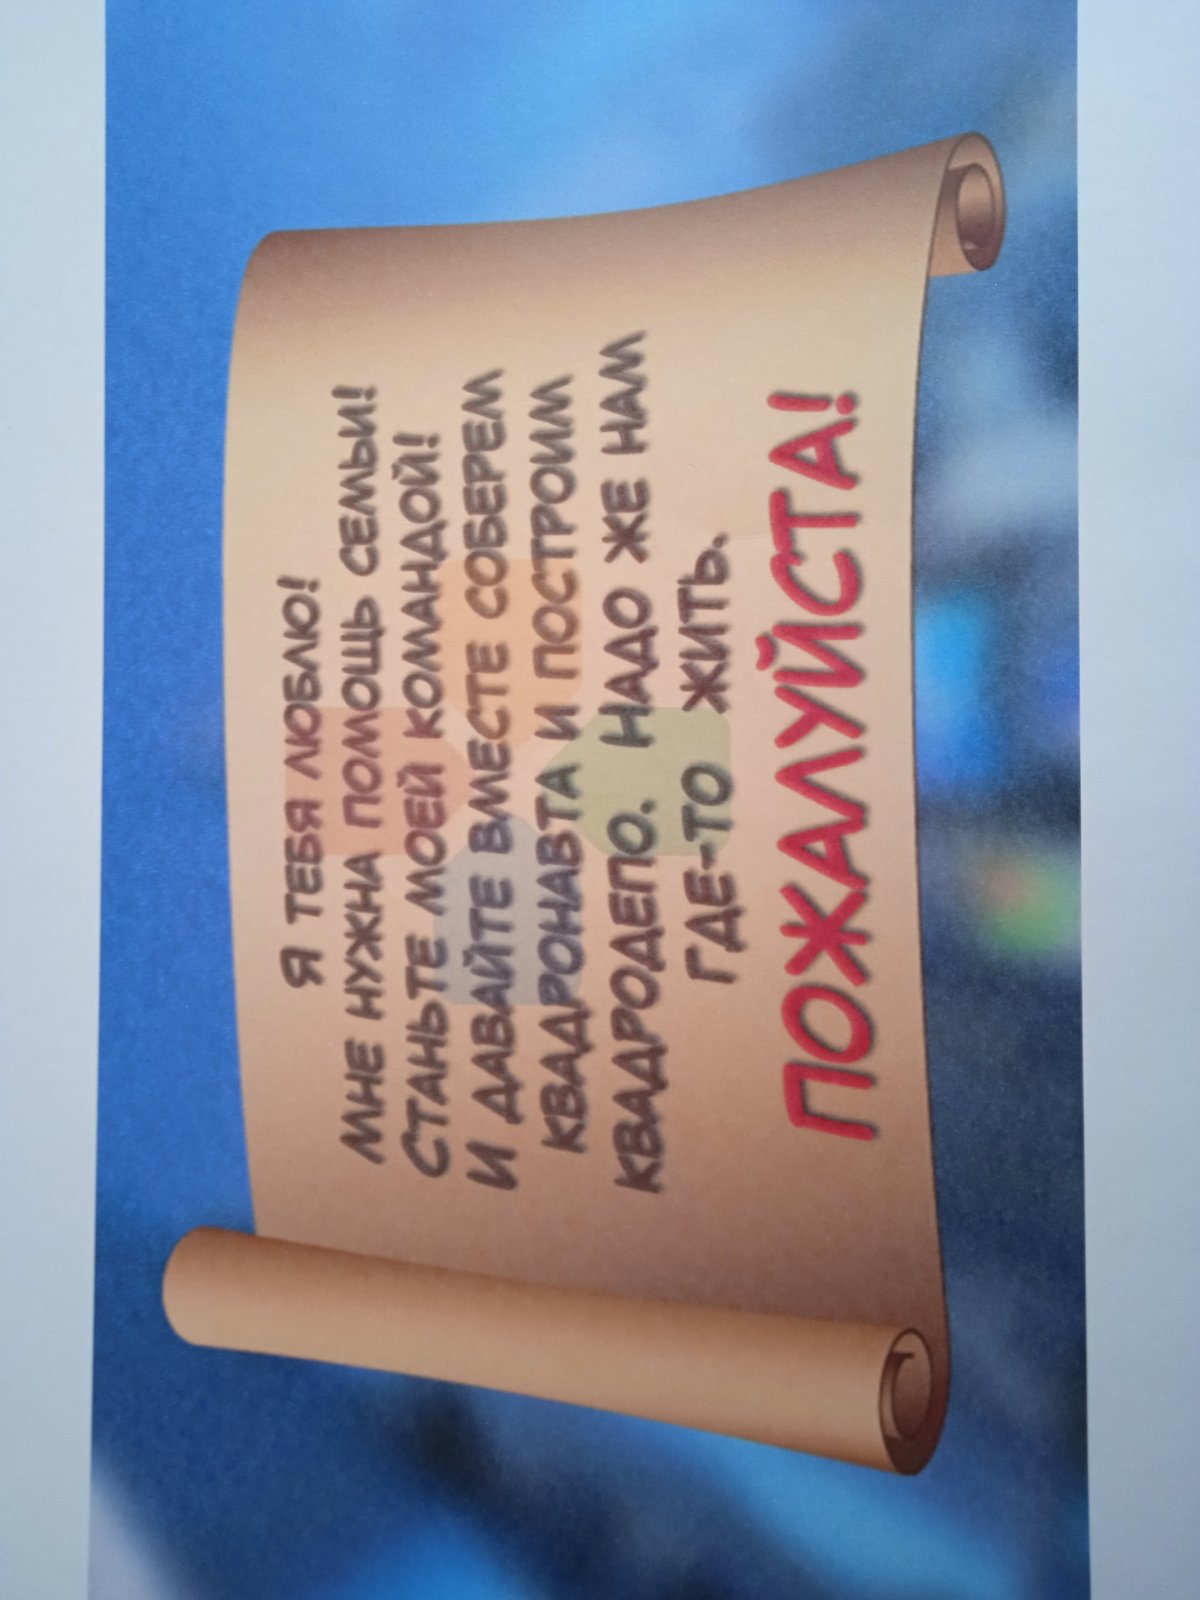 Я ТЕБЯ ЛЮБЛЮ!
МНЕ НУЖНА ПОМОЩЬ СЕМЬИ!
СТАНЬТЕ МОЕЙ КОМАНДОЙ!
И ДАВАЙТЕ ВМЕСТЕ СОБЕРЕМ
КВАДРОНАВТА И ПОСТРОИМ
КВАДРОДЕПО. НАДО ЖЕ НАМ
ГДЕ-ТО ЖИТЬ.
ПОЖАЛУЙСТА!